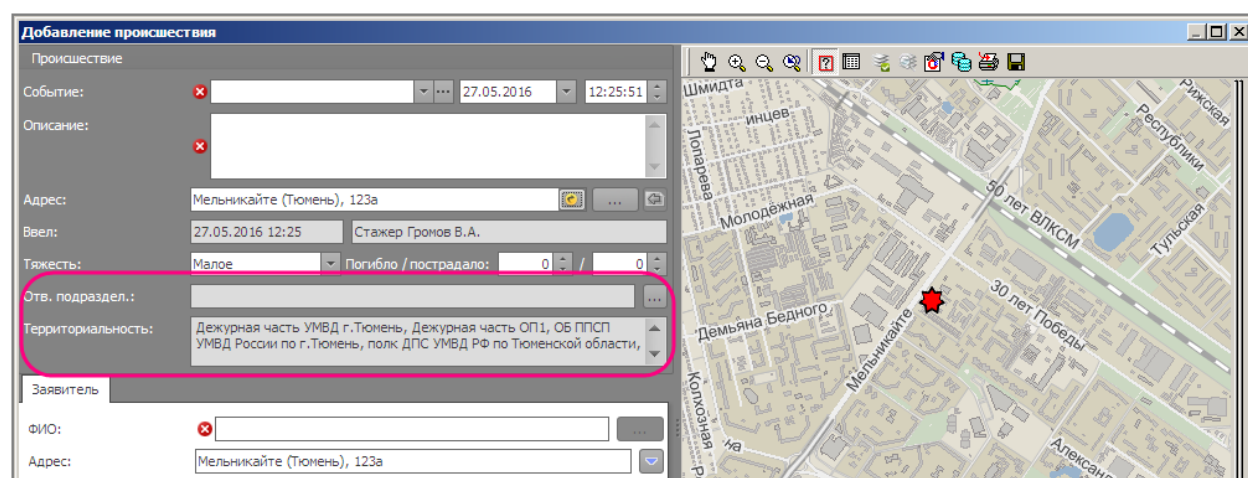 Добавление происшествия
Происшествие
Событие:
27.05.2016
12:25:51
Описание:
Адрес:
Мельникайте (Тюмень), 123а
...
Ввел:
27.05.2016 12:25
Стажер Громов В.А.
Тяжесть:
Малое
Погибло / пострадало:
0 / 0
Отв. подраздел.:
...
Территориальность:
Дежурная часть УМВД г.Тюмень, Дежурная часть ОП1, ОБ ППСП
УМВД России по г.Тюмень, полк ДПС УМВД РФ по Тюменской области,
Заявитель
ФИО:
...
Адрес:
Мельникайте (Тюмень), 123а
Шмидта
инцев
Лопарева
Молодёжная
Рижская
Республики
50 лет ВЛКСМ
Тульская
30 лет Победы
Демьяна Бедного
Мельникайте
Колхозная
На
Алексан